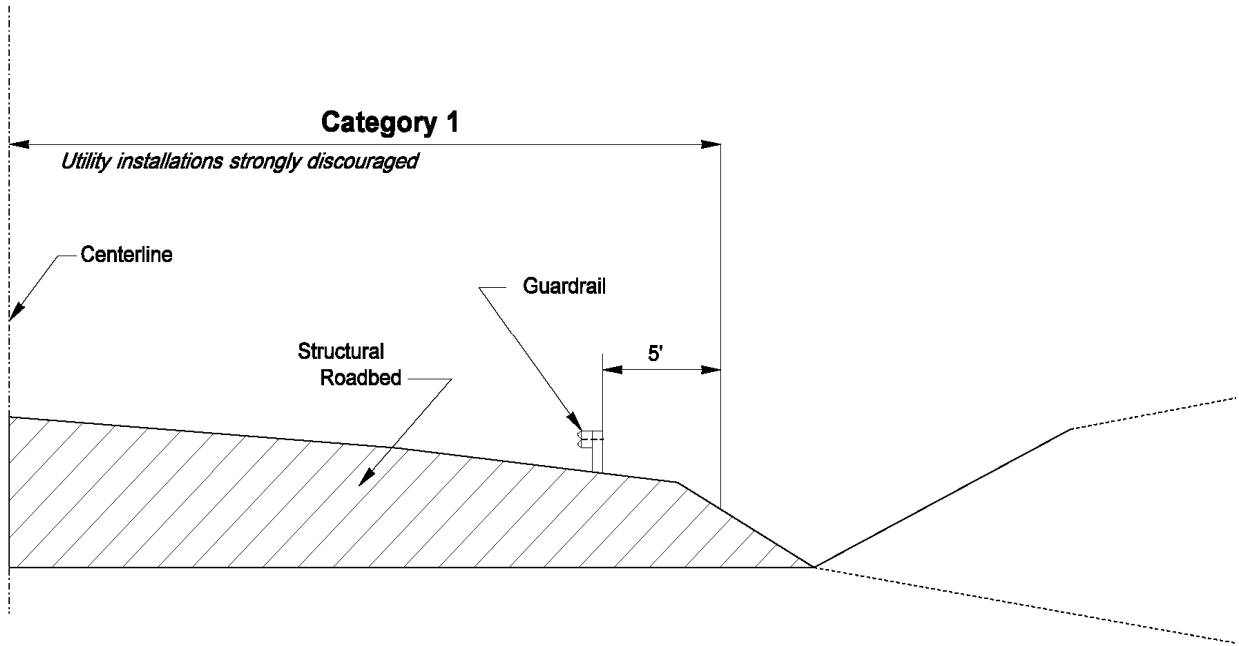 Category 1
Utility installations strongly discouraged
Centerline
Guardrail
Structural
Roadbed
5'